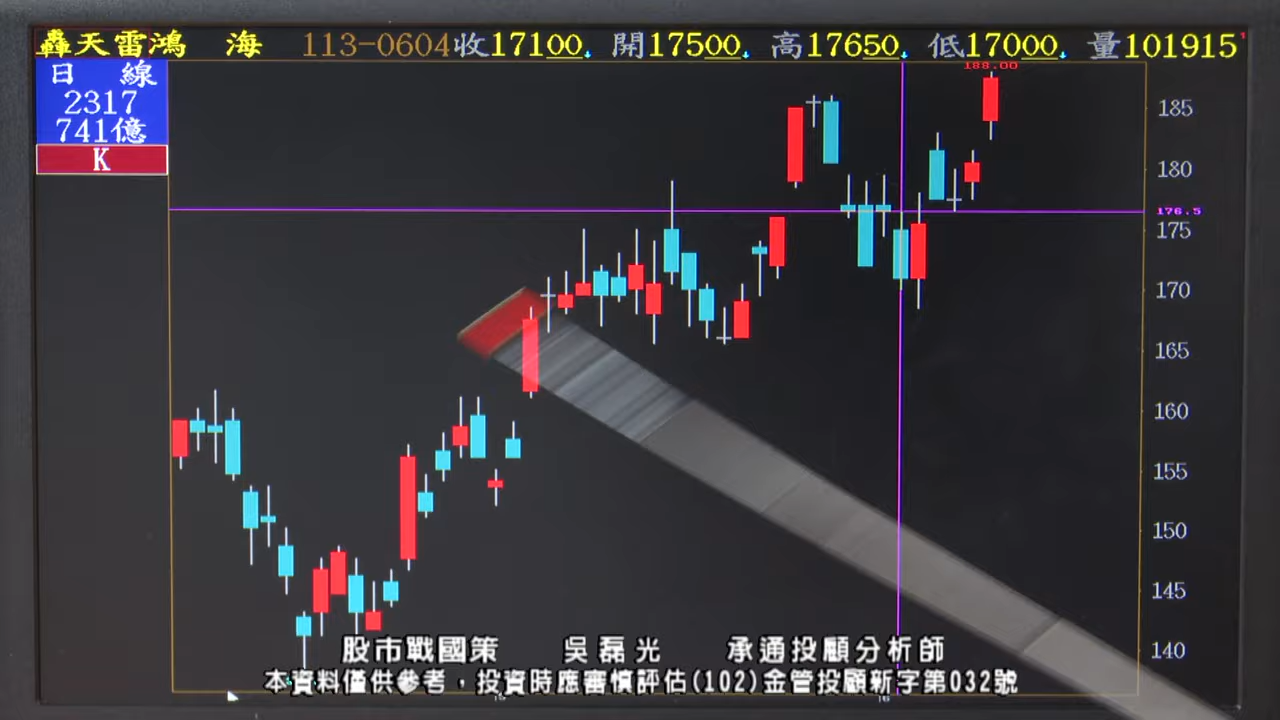 轟天雷鴻 海 113-0604收17100 開17500 高17650 低17000 量101915
日 線
2317
741億
K
188.00
185
180
176.5
175
170
165
160
155
150
145
140
股市戰國策 吳磊光 承通投顧分析師
本資料僅供參考，投資時應審慎評估(102)金管投顧新字第032號